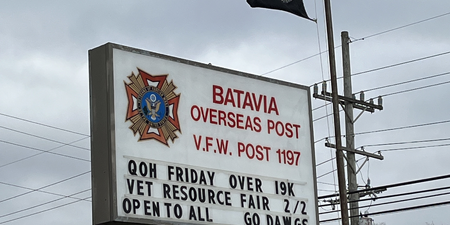 BATAVIA
OVERSEAS POST
V.F.W. POST 1197
QOH FRIDAY OVER 19K
VET RESOURCE FAIR 2/2
OPEN TO ALL GO DAWGS